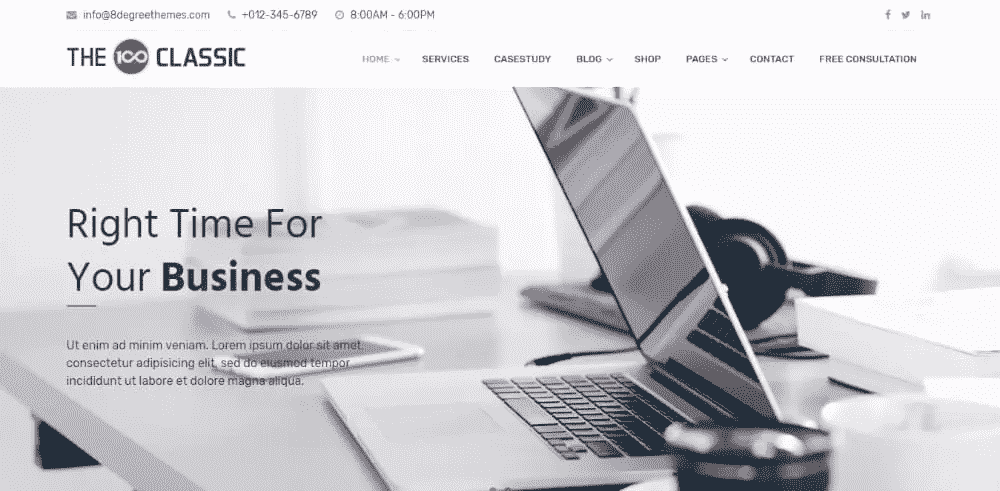 info@8degreethemes.com +012-345-6789 8:00AM - 6:00PM
THE 100 CLASSIC
HOME SERVICES CASESTUDY BLOG SHOP PAGES CONTACT FREE CONSULTATION
Right Time For
Your Business
Ut enim ad minim veniam. Lorem ipsum dolor sit amet,
consectetur adipisicing elit, sed do eiusmod tempor
incididunt ut labore et dolore magna aliqua.